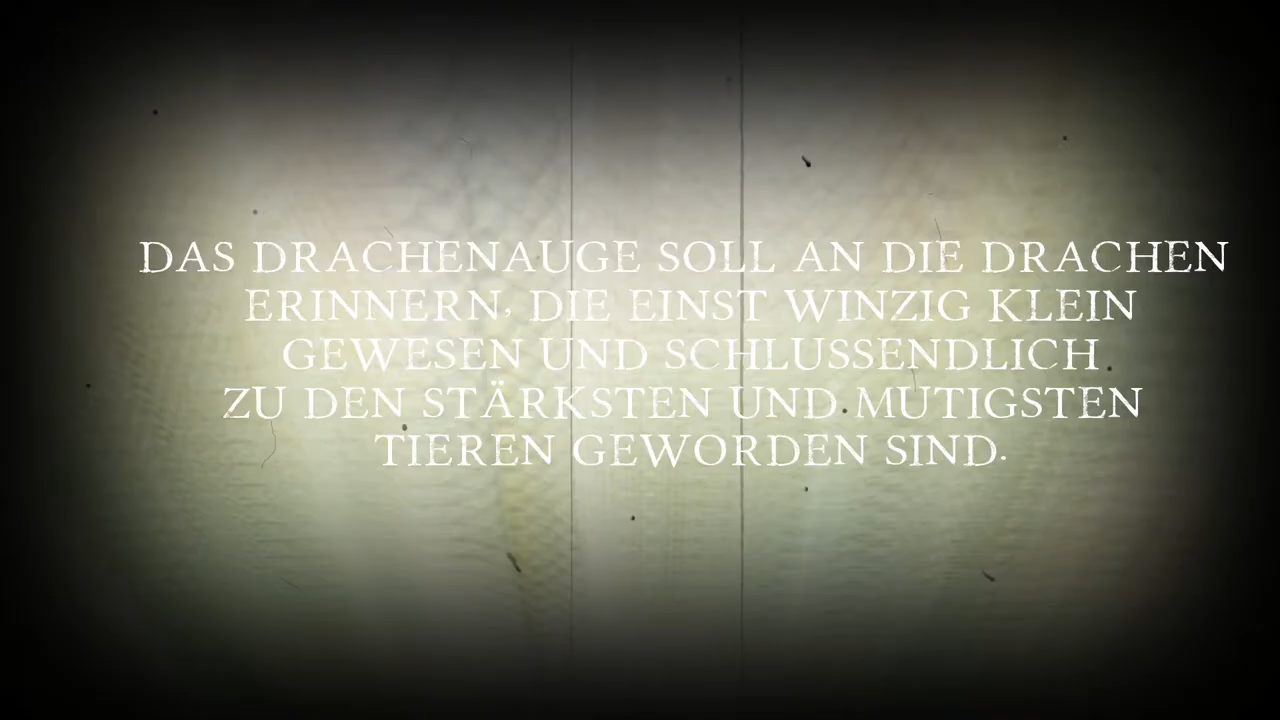 DAS DRACHENAUGE SOLL AN DIE DRACHEN
ERINNERN, DIE EINST WINZIG KLEIN
GEWESEN UND SCHLUSSENDLICH
ZU DEN STÄRKSTEN UND MUTIGSTEN
TIEREN GEWORDEN SIND.